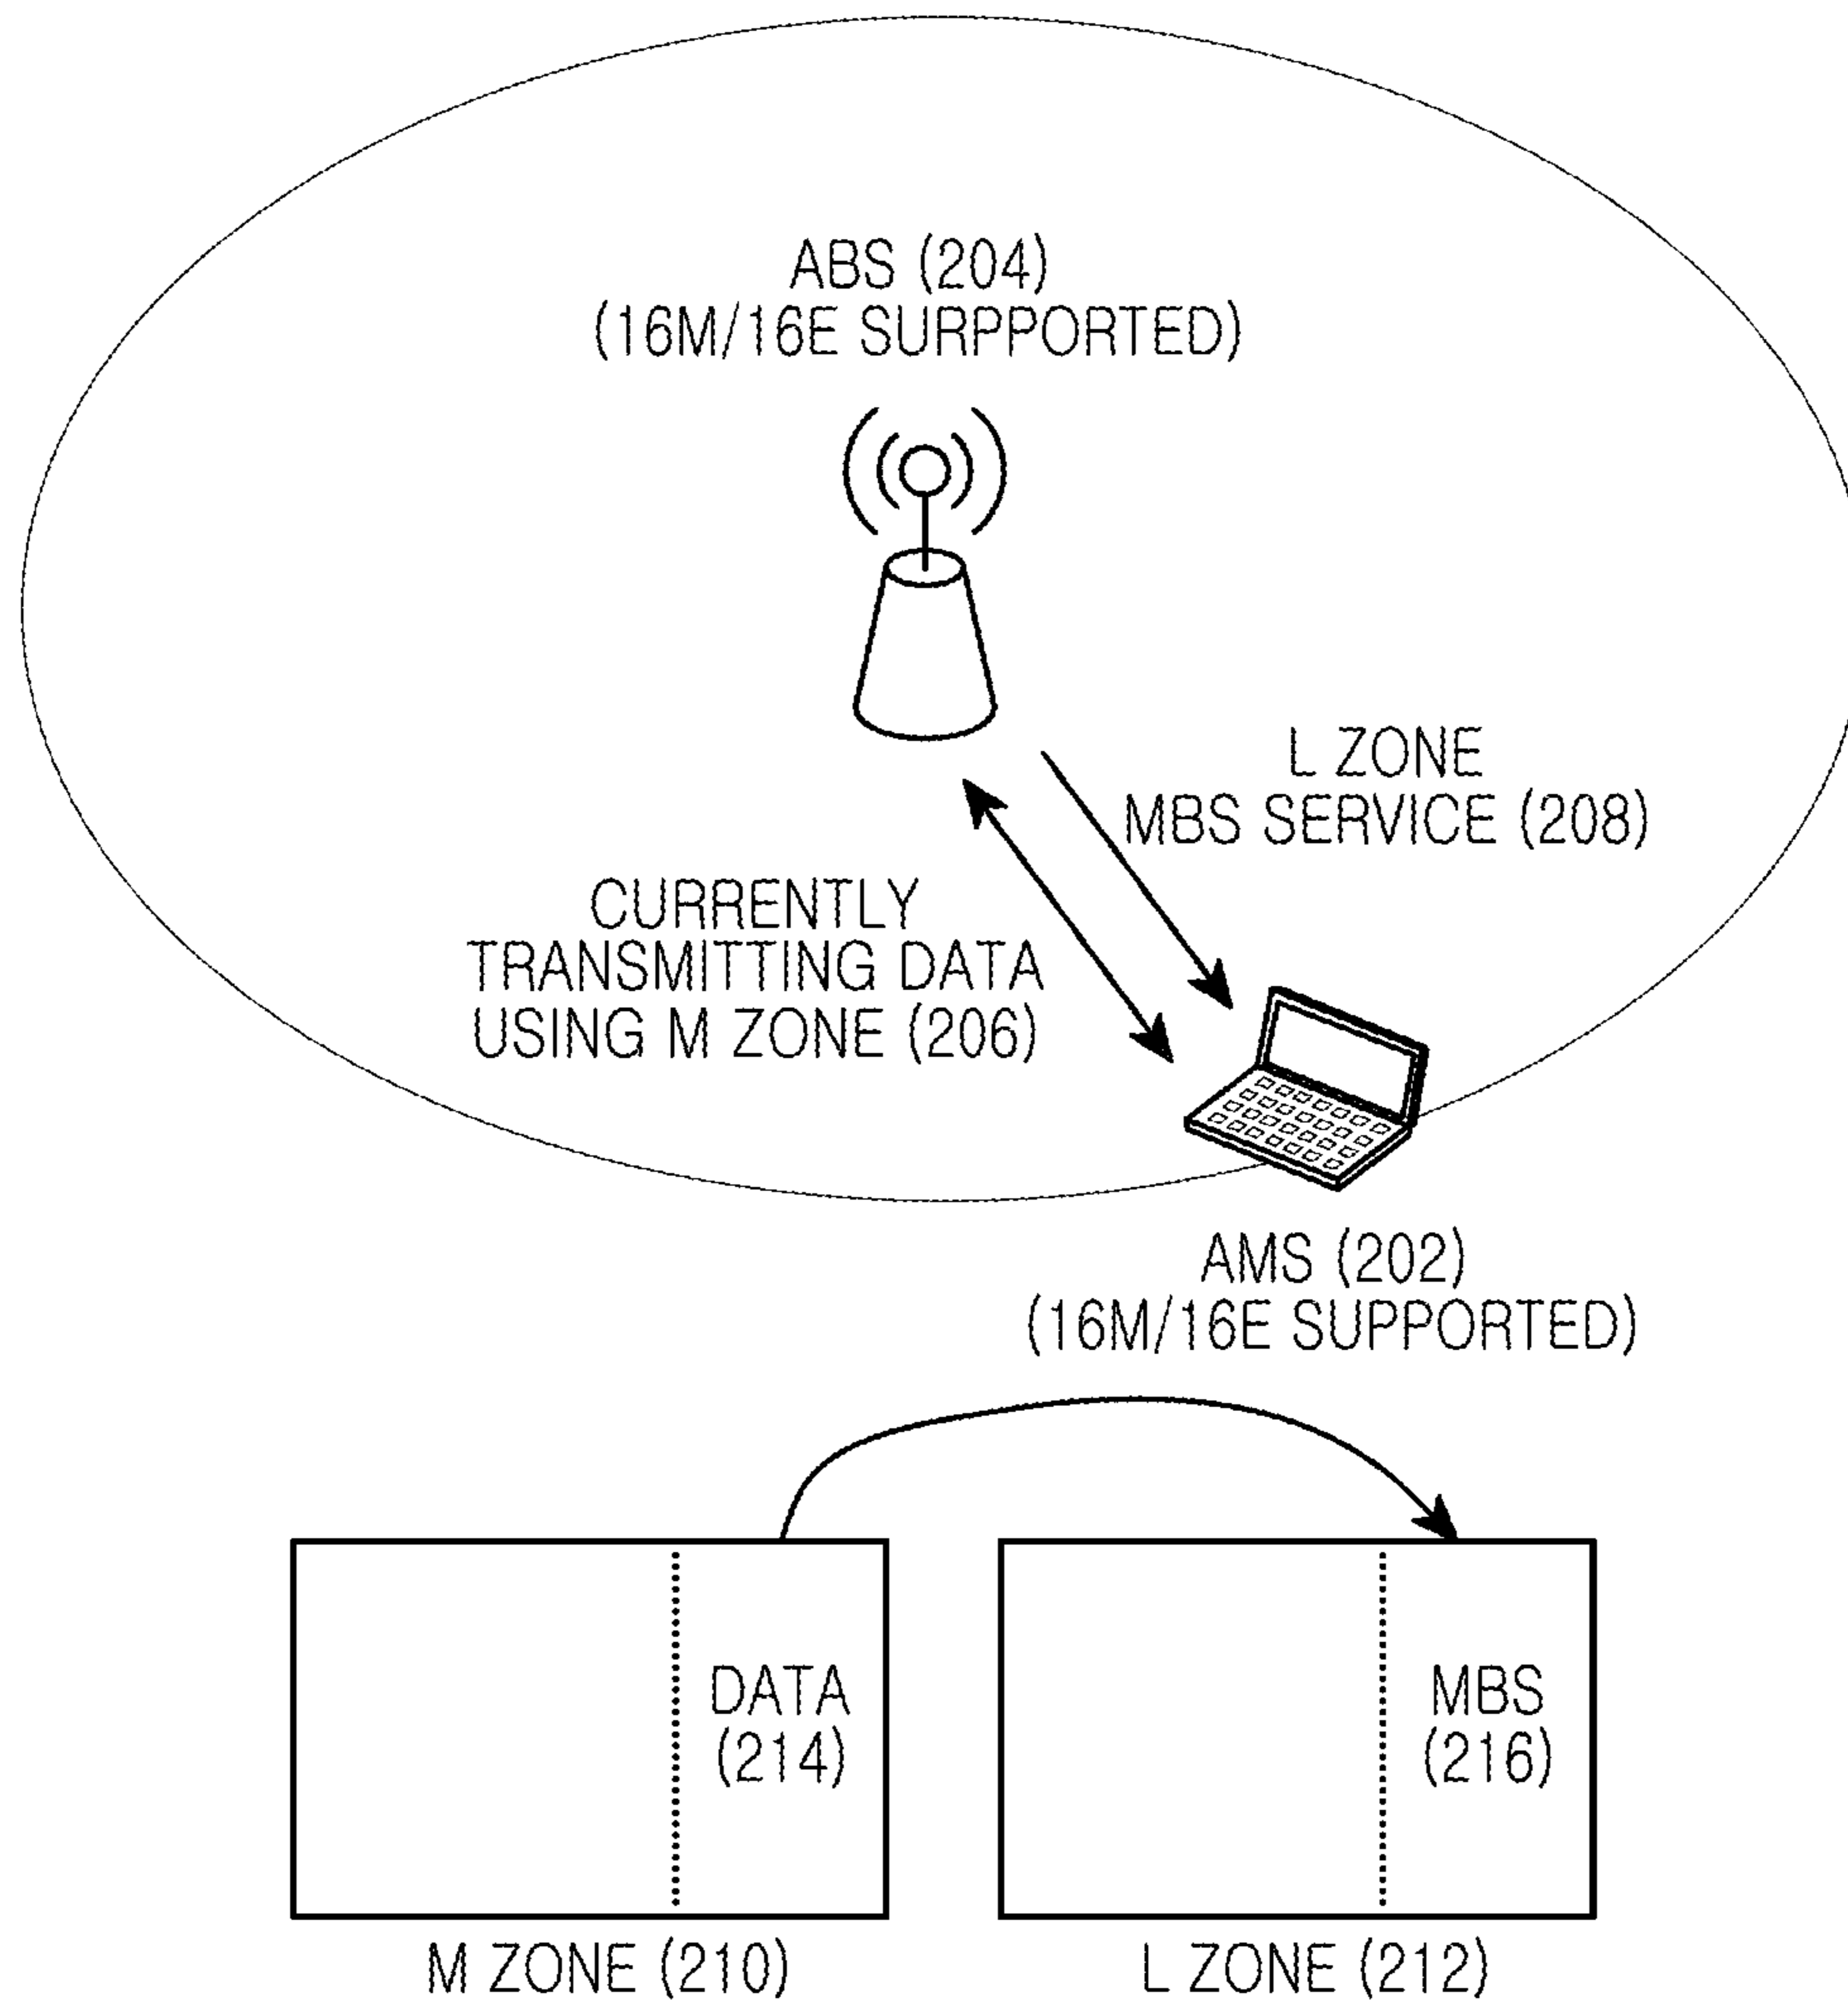 ABS (204)
(16M/16E SURPPORTED)
L ZONE
MBS SERVICE (208)
CURRENTLY
TRANSMITTING DATA
USING M ZONE (206)
AMS (202)
(16M/16E SUPPORTED)
DATA
(214)
MBS
(216)
M ZONE (210)
L ZONE (212)